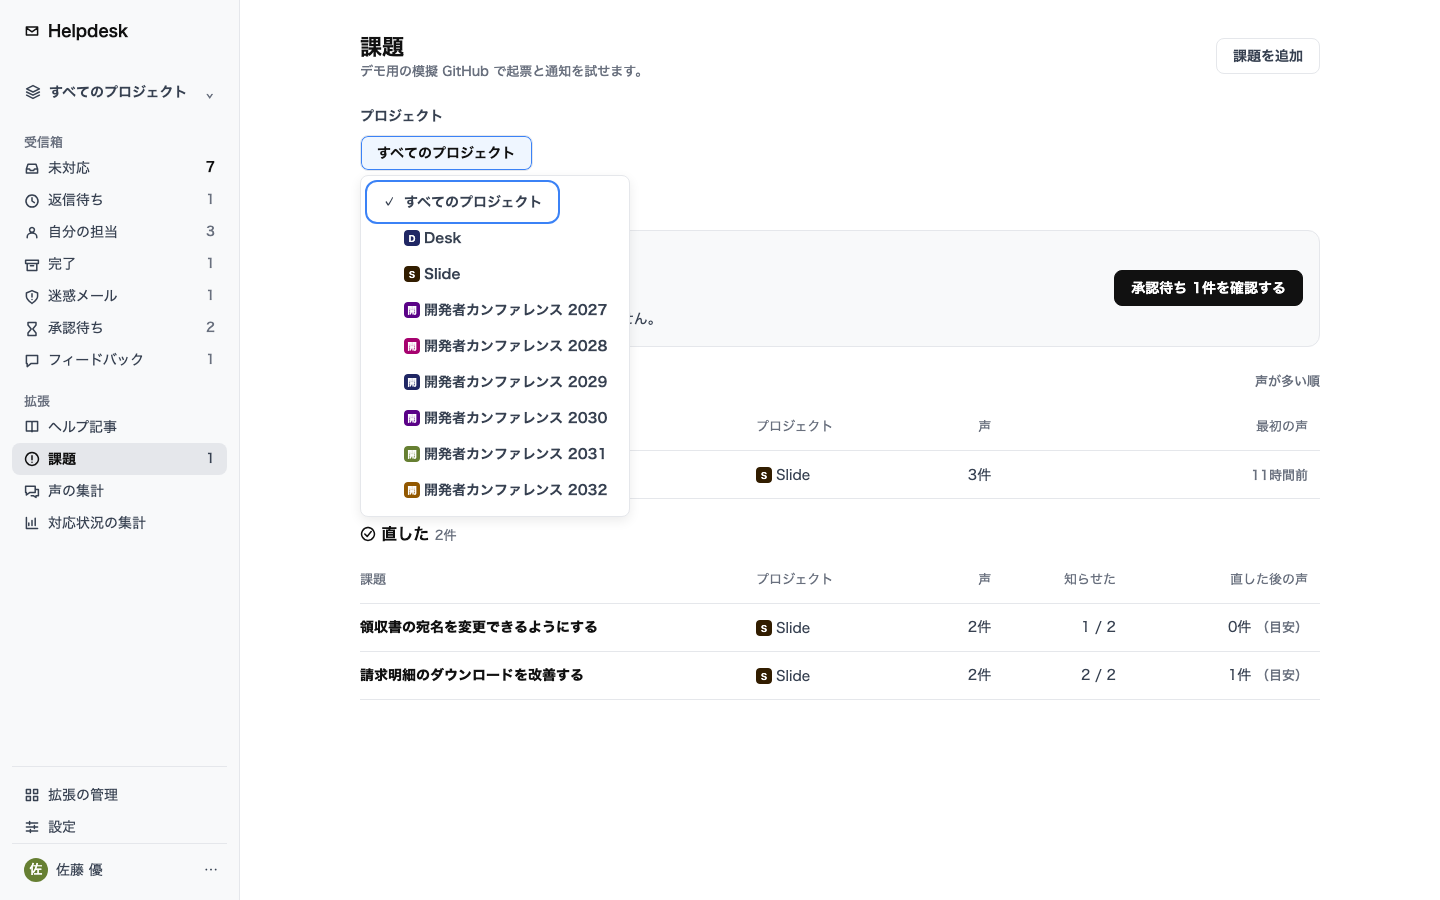 Helpdesk
すべてのプロジェクト
受信箱
未対応 7
返信待ち 1
自分の担当 3
完了 1
迷惑メール 1
承認待ち 2
フィードバック 1
拡張
ヘルプ記事
課題 1
声の集計
対応状況の集計
拡張の管理
設定
佐 佐藤 優 ...
課題
デモ用の模擬 GitHub で起票と通知を試せます。
課題を追加
プロジェクト
すべてのプロジェクト
✓ すべてのプロジェクト
D Desk
S Slide
開 開発者カンファレンス 2027
開 開発者カンファレンス 2028
開 開発者カンファレンス 2029
開 開発者カンファレンス 2030
開 開発者カンファレンス 2031
開 開発者カンファレンス 2032
ん。
承認待ち 1件を確認する
声が多い順
プロジェクト 声 最初の声
S Slide 3件 11時間前
直した 2件
課題 プロジェクト 声 知らせた 直した後の声
領収書の宛名を変更できるようにする S Slide 2件 1 / 2 0件 （目安）
請求明細のダウンロードを改善する S Slide 2件 2 / 2 1件 （目安）